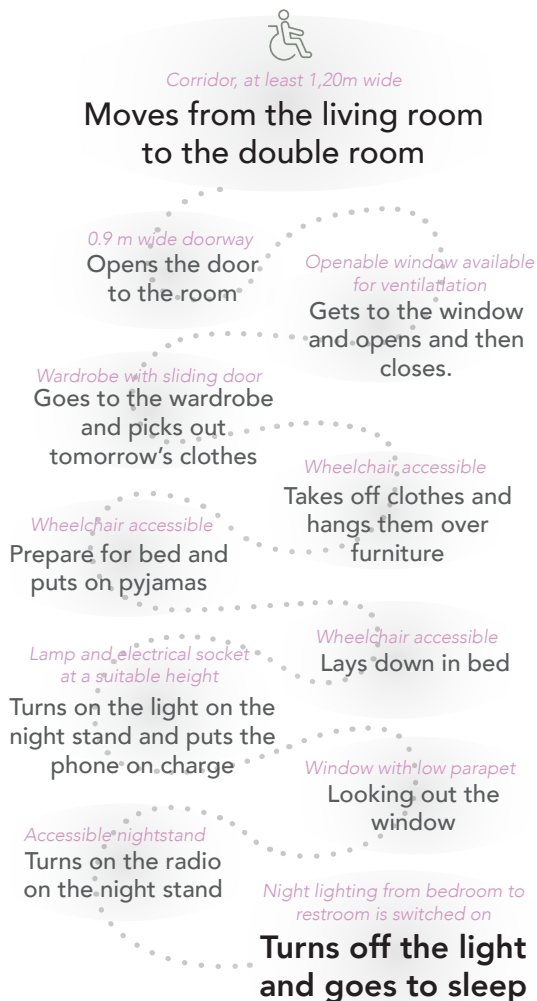 Corridor, at least 1,20m wide
Moves from the living room
to the double room
0.9 m wide doorway
Opens the door
to the room
Openable window available
for ventilatlation
Gets to the window
and opens and then
closes.
Wardrobe with sliding door
Goes to the wardrobe
and picks out
tomorrow's clothes
Wheelchair accessible
Takes off clothes and
hangs them over
furniture
Wheelchair accessible
Prepare for bed and
puts on pyjamas
Wheelchair accessible
Lays down in bed
Lamp and electrical socket
at a suitable height
Turns on the light on the
night stand and puts the
phone on charge
Window with low parapet
Looking out the
window
Accessible nightstand
Turns on the radio
on the night stand
Night lighting from bedroom to
restroom is switched on
Turns off the light
and goes to sleep